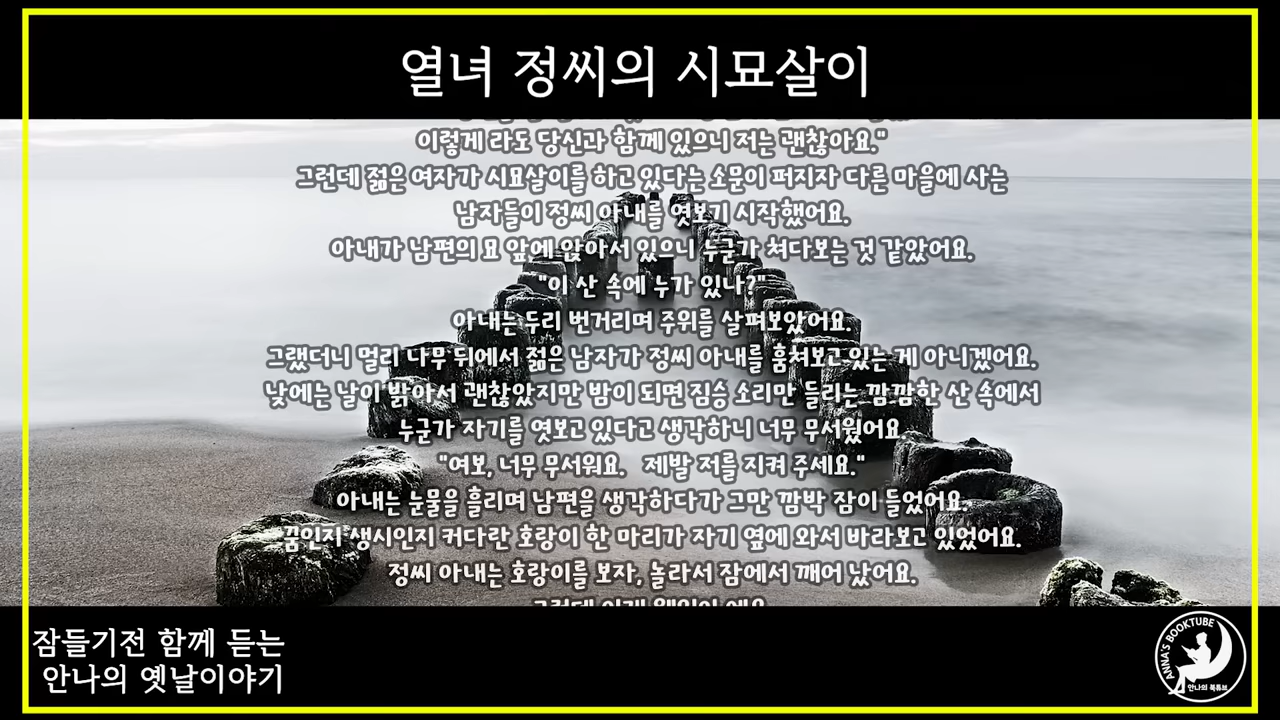 열녀 정씨의 시묘살이
이렇게 라도 당신과 함께 있으니 저는 괜찮아요."
그런데 젊은 여자가 시묘살이를 하고 있다는 소문이 퍼지자 다른 마을에 사는
남자들이 정씨 아내를 엿보기 시작했어요.
아내가 남편의 묘 앞에 앉아서 있으니 누군가 쳐다보는 것 같았어요.
"이 산 속에 누가 있나?"
아내는 두리 번거리며 주위를 살펴보았어요.
그랬더니 멀리 나무 뒤에서 젊은 남자가 정씨 아내를 훔쳐보고 있는 게 아니겠어요.
낮에는 날이 밝아서 괜찮았지만 밤이 되면 짐승 소리만 들리는 깜깜한 산 속에서
누군가 자기를 엿보고 있다고 생각하니 너무 무서웠어요.
"여보, 너무 무서워요. 제발 저를 지켜 주세요."
아내는 눈물을 흘리며 남편을 생각하다가 그만 깜박 잠이 들었어요.
꿈인지 생시인지 커다란 호랑이 한 마리가 자기 옆에 와서 바라보고 있었어요.
정씨 아내는 호랑이를 보자, 놀라서 잠에서 깨어 났어요.
잠들기전 함께 듣는
안나의 옛날이야기
ANNA'S BOOKTUBE
안나의 북튜브